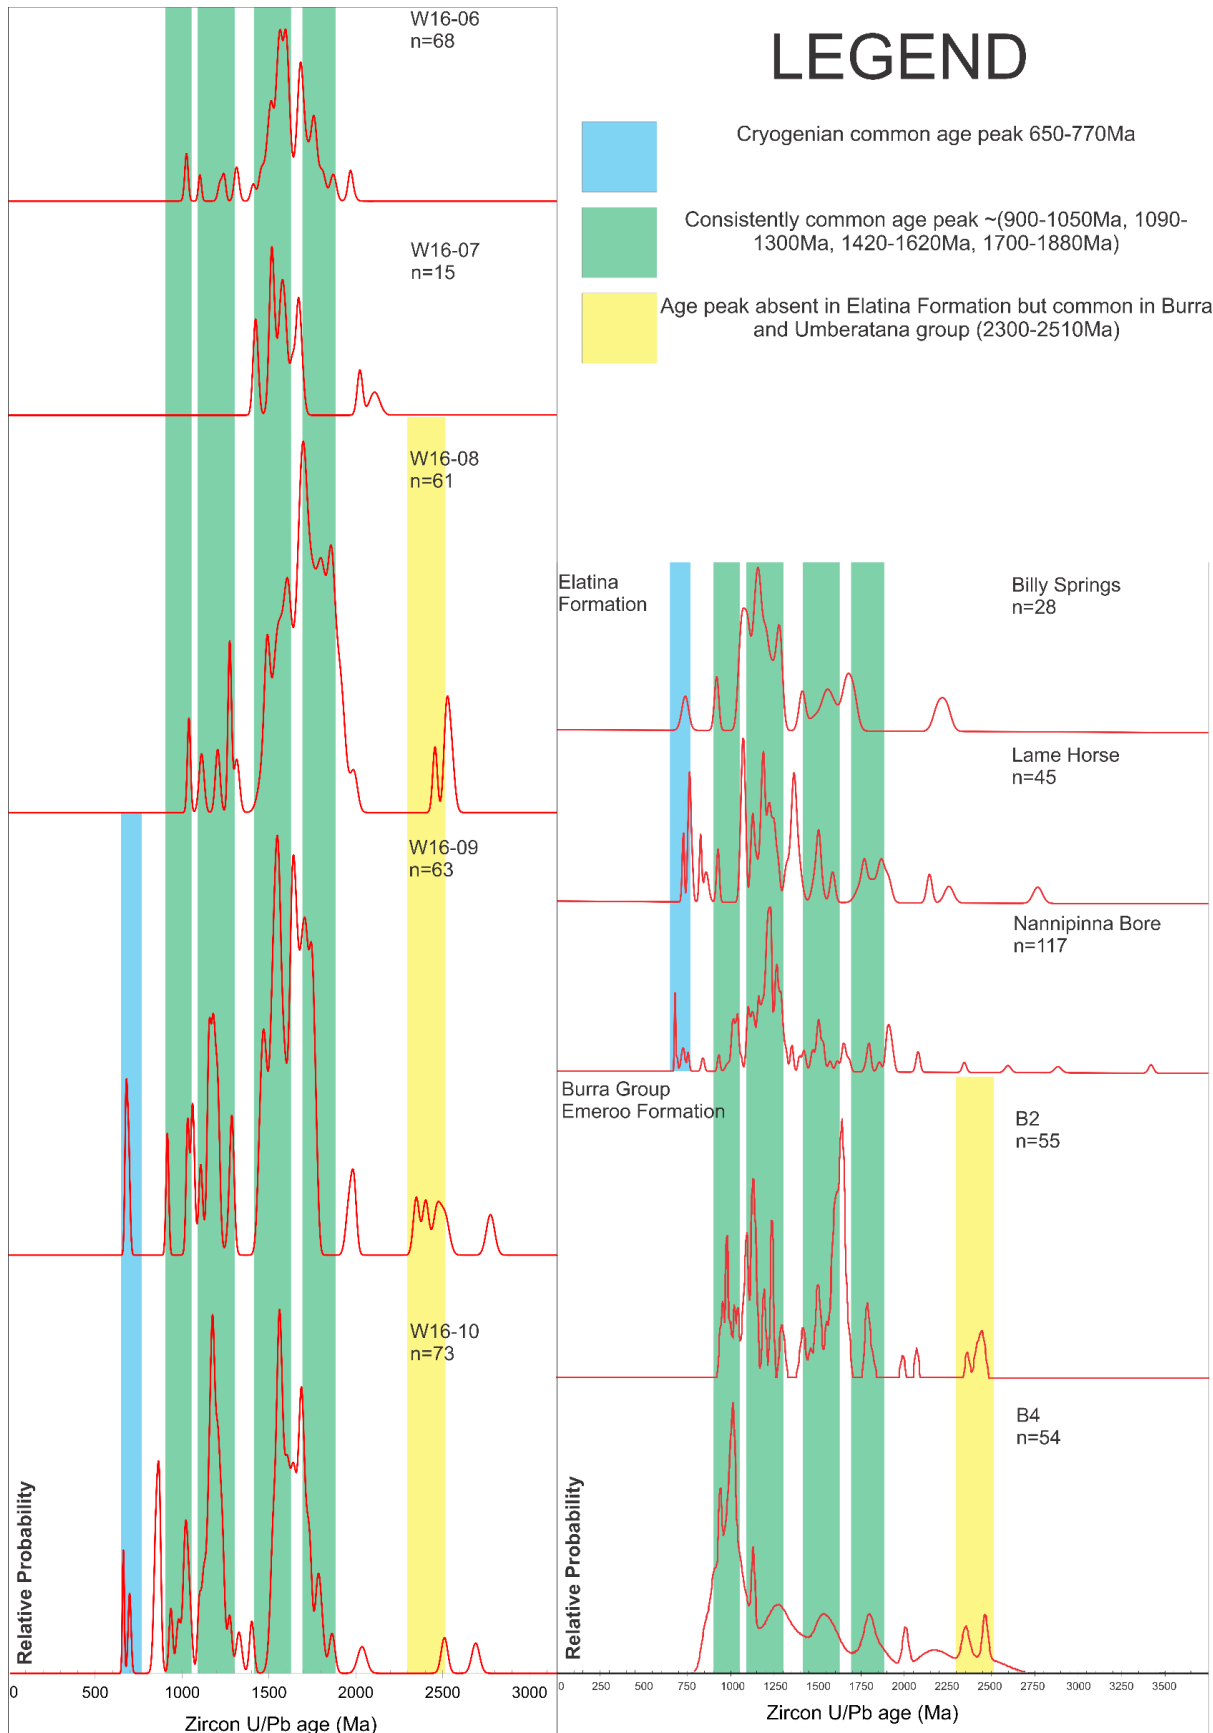 W16-06
n=68
W16-07
n=15
W16-08
n=61
W16-09
n=63
W16-10
n=73
Relative Probability
0 500 1000 1500 2000 2500 3000
Zircon U/Pb age (Ma)
LEGEND
Cryogenian common age peak 650-770Ma
Consistently common age peak ~(900-1050Ma, 1090-
1300Ma, 1420-1620Ma, 1700-1880Ma)
Age peak absent in Elatina Formation but common in Burra
and Umberatana group (2300-2510Ma)
Elatina
Formation
Billy Springs
n=28
Lame Horse
n=45
Nannipinna Bore
n=117
Burra Group
Emeroo Formation
B2
n=55
B4
n=54
Relative Probability
0 250 500 750 1000 1250 1500 1750 2000 2250 2500 2750 3000 3250 3500
Zircon U/Pb age (Ma)